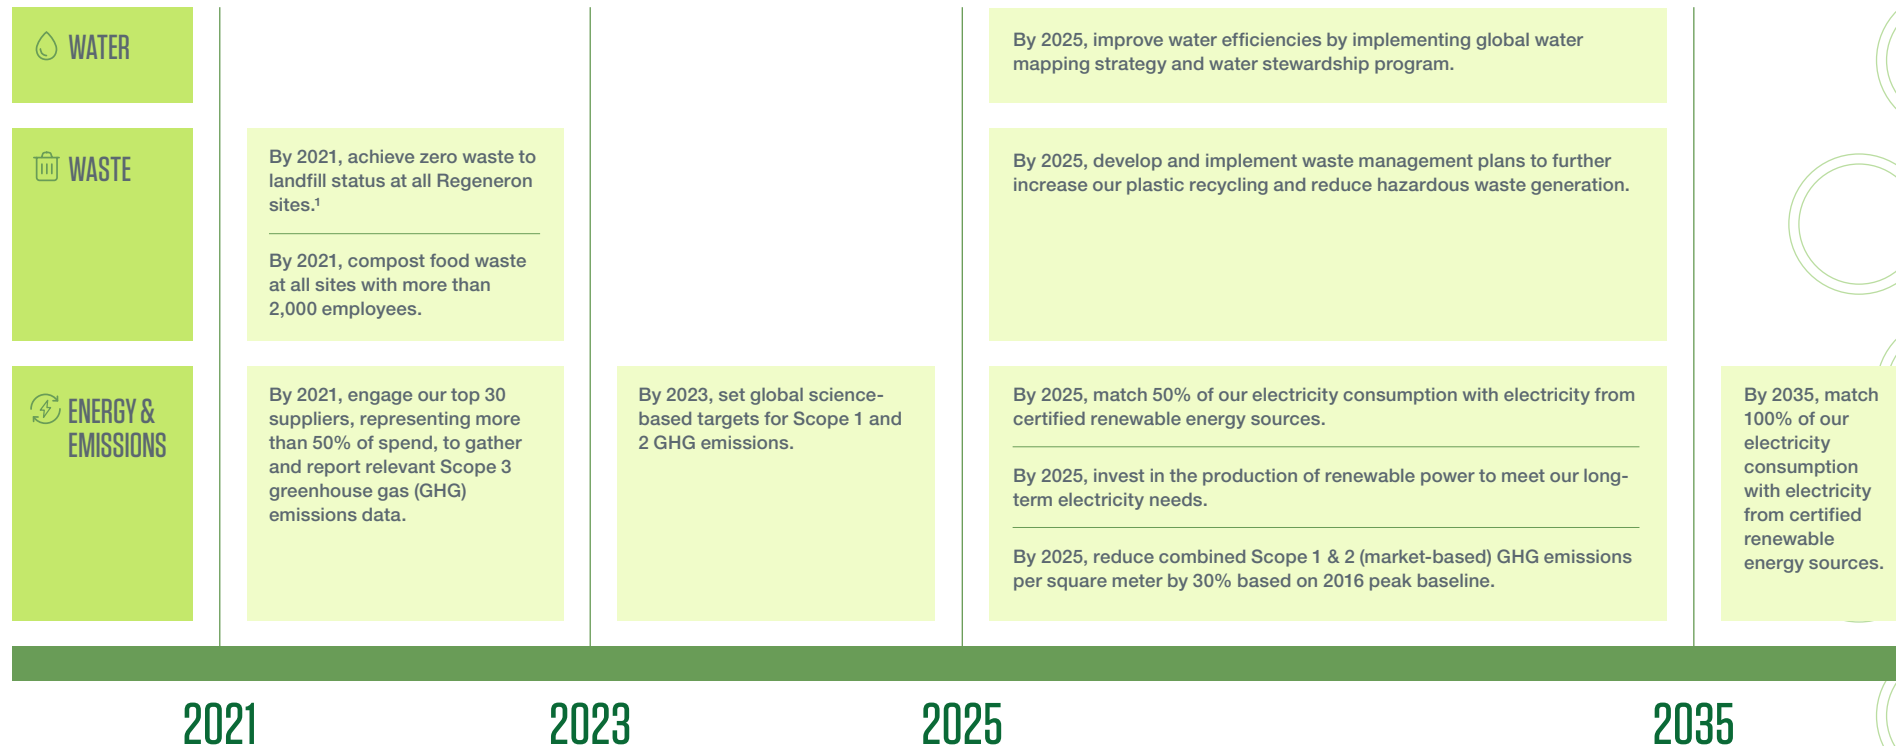 WATER
By 2025, improve water efficiencies by implementing global water
mapping strategy and water stewardship program.
WASTE
By 2021, achieve zero waste to
landfill status at all Regeneron
sites.¹
By 2021, compost food waste
at all sites with more than
2,000 employees.
By 2025, develop and implement waste management plans to further
increase our plastic recycling and reduce hazardous waste generation.
ENERGY &
EMISSIONS
By 2021, engage our top 30
suppliers, representing more
than 50% of spend, to gather
and report relevant Scope 3
greenhouse gas (GHG)
emissions data.
By 2023, set global science-
based targets for Scope 1 and
2 GHG emissions.
By 2025, match 50% of our electricity consumption with electricity from
certified renewable energy sources.
By 2025, invest in the production of renewable power to meet our long-
term electricity needs.
By 2025, reduce combined Scope 1 & 2 (market-based) GHG emissions
per square meter by 30% based on 2016 peak baseline.
By 2035, match
100% of our
electricity
consumption
with electricity
from certified
renewable
energy sources.
2021
2023
2025
2035